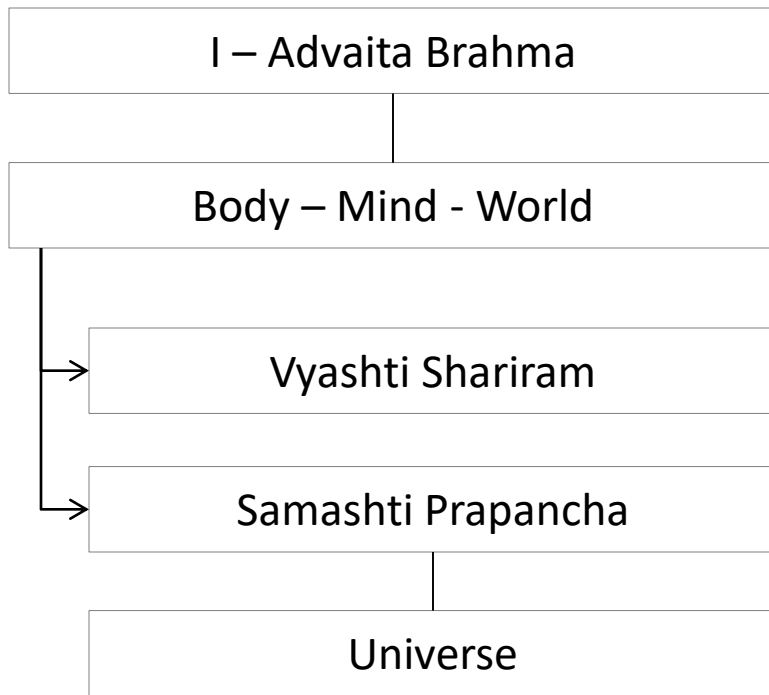 I – Advaita Brahma
Body – Mind - World
Vyashti Shariram
Samashti Prapancha
Universe